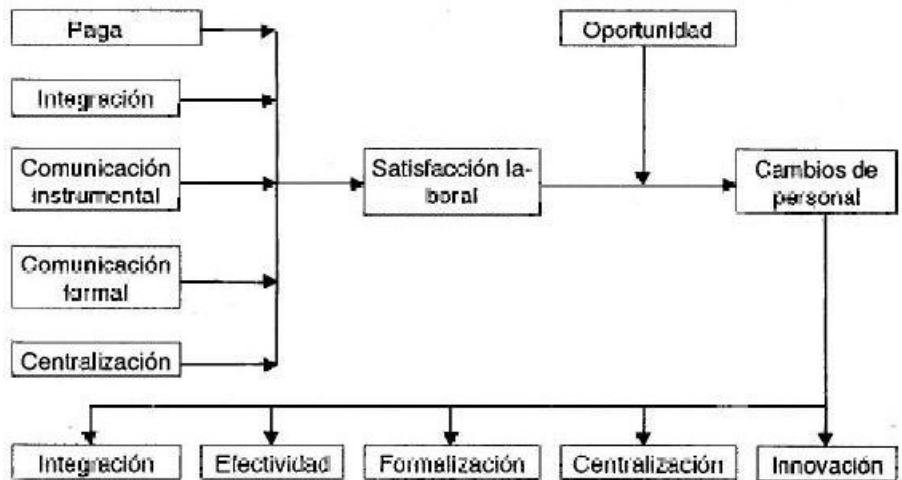 Paga
Oportunidad
Integración
Comunicación
instrumental
Satisfacción la-
boral
Cambios de
personal
Comunicación
formal
Centralización
Integración
Efectividad
Formalización
Centralización
Innovación